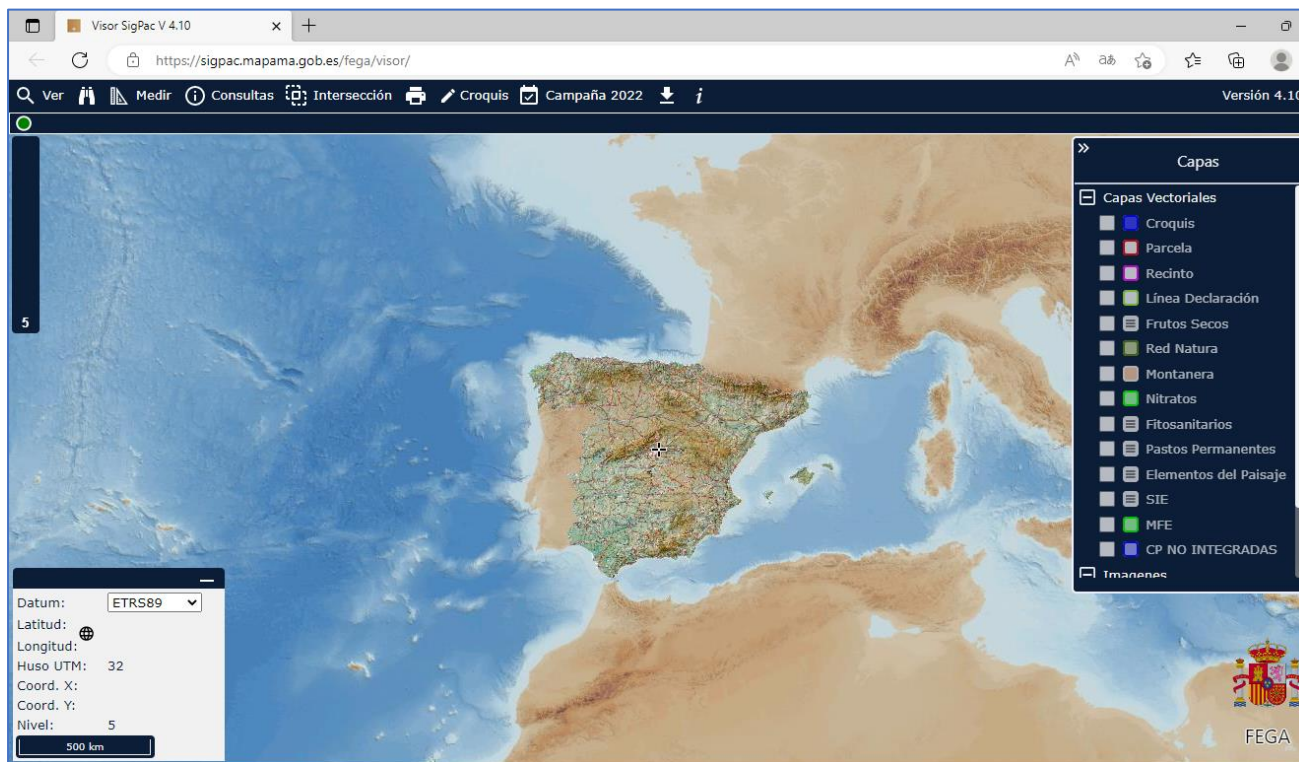 Visor SigPac V 4.10
https://sigpac.mapama.gob.es/fega/visor/
Ver Medir Consultas Intersección Croquis Campaña 2022 i Versión 4.10
5
Capas
Capas Vectoriales
Croquis
Parcela
Recinto
Línea Declaración
Frutos Secos
Red Natura
Montanera
Nitratos
Fitosanitarios
Pastos Permanentes
Elementos del Paisaje
SIE
MFE
CP NO INTEGRADAS
Imagenes
Datum: ETRS89
Latitud:
Longitud:
Huso UTM: 32
Coord. X:
Coord. Y:
Nivel: 5
500 km
FEGA